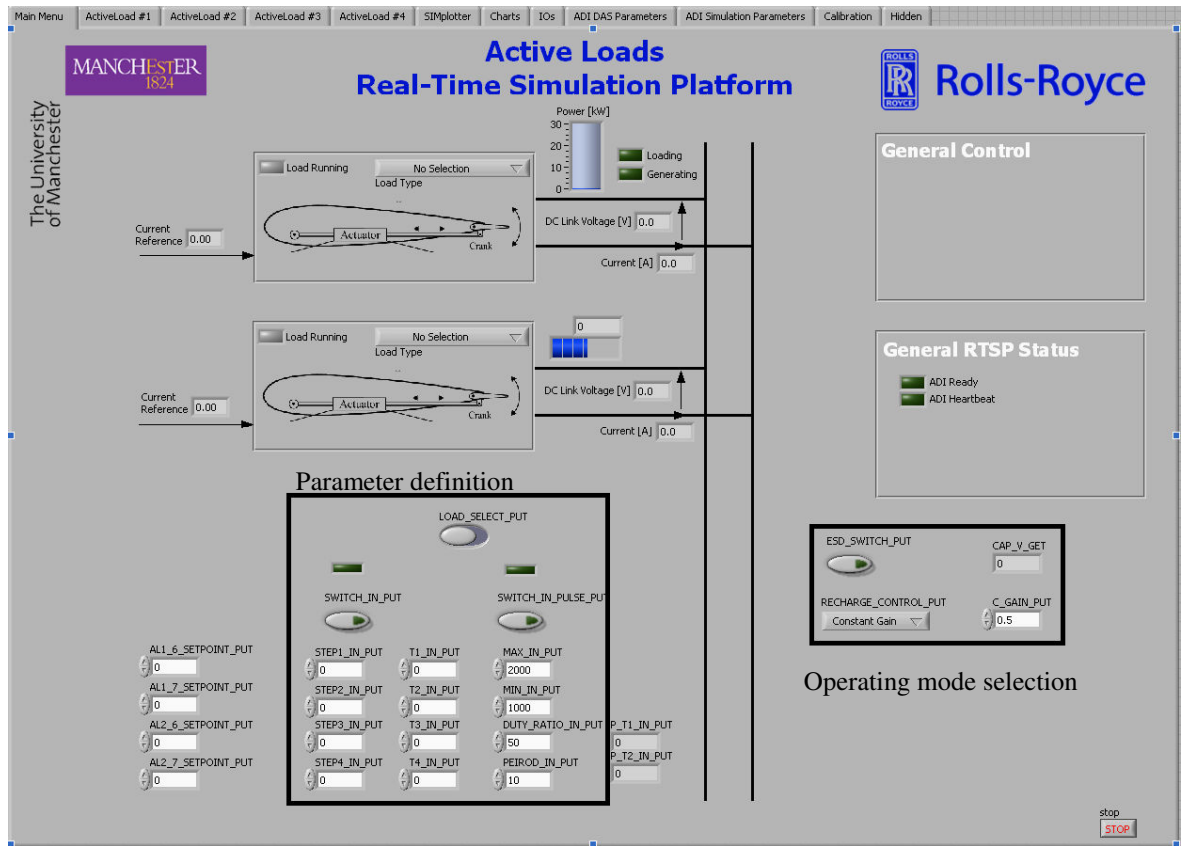 Main Menu
ActiveLoad #1
ActiveLoad #2
ActiveLoad #3
ActiveLoad #4
SIMplotter
Charts
IOs
ADI DAS Parameters
ADI Simulation Parameters
Calibration
Hidden
MANCHESTER
1824
The University
of Manchester
Active Loads
Real-Time Simulation Platform
ROLLS
RR
ROYCE
Rolls-Royce
Power [kW]
30
20
10
0
Loading
Generating
Load Running
No Selection
Load Type
--
Actuator
Crank
Current
Reference 0.00
DC Link Voltage [V] 0.0
Current [A] 0.0
General Control
Load Running
No Selection
Load Type
--
Actuator
Crank
Current
Reference 0.00
0
DC Link Voltage [V] 0.0
Current [A] 0.0
General RTSP Status
ADI Ready
ADI Heartbeat
Parameter definition
LOAD_SELECT_PUT
SWITCH_IN_PUT
SWITCH_IN_PULSE_PUT
AL1_6_SETPOINT_PUT
0
AL1_7_SETPOINT_PUT
0
AL2_6_SETPOINT_PUT
0
AL2_7_SETPOINT_PUT
0
STEP1_IN_PUT
0
STEP2_IN_PUT
0
STEP3_IN_PUT
0
STEP4_IN_PUT
0
T1_IN_PUT
0
T2_IN_PUT
0
T3_IN_PUT
0
T4_IN_PUT
0
MAX_IN_PUT
2000
MIN_IN_PUT
1000
DUTY_RATIO_IN_PUT
50
PEIROD_IN_PUT
10
P_T1_IN_PUT
0
P_T2_IN_PUT
0
ESD_SWITCH_PUT
CAP_V_GET
0
RECHARGE_CONTROL_PUT
Constant Gain
C_GAIN_PUT
0.5
Operating mode selection
stop
STOP